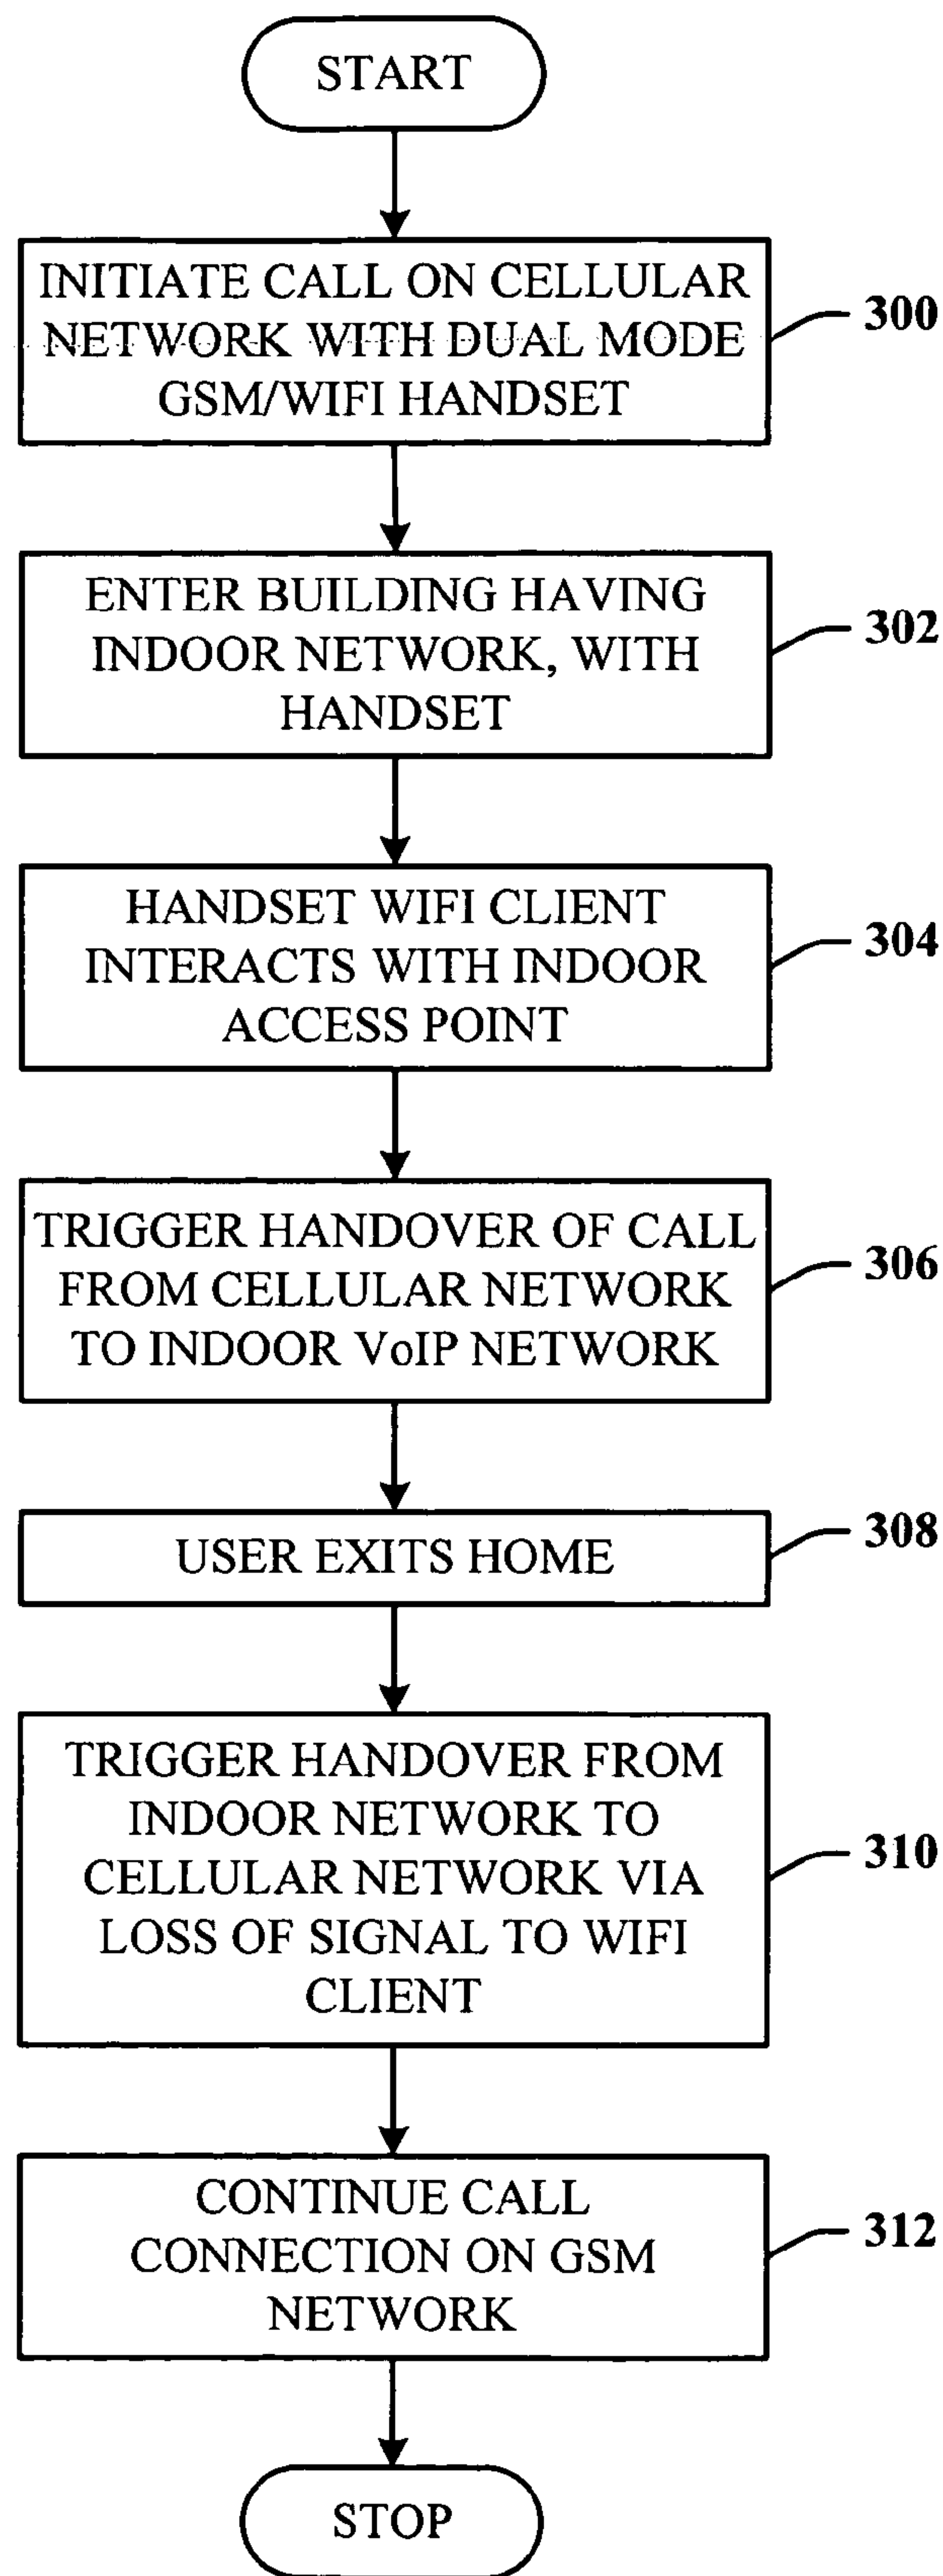 START
INITIATE CALL ON CELLULAR
NETWORK WITH DUAL MODE
GSM/WIFI HANDSET
300
ENTER BUILDING HAVING
INDOOR NETWORK, WITH
HANDSET
302
HANDSET WIFI CLIENT
INTERACTS WITH INDOOR
ACCESS POINT
304
TRIGGER HANDOVER OF CALL
FROM CELLULAR NETWORK
TO INDOOR VoIP NETWORK
306
USER EXITS HOME
308
TRIGGER HANDOVER FROM
INDOOR NETWORK TO
CELLULAR NETWORK VIA
LOSS OF SIGNAL TO WIFI
CLIENT
310
CONTINUE CALL
CONNECTION ON GSM
NETWORK
312
STOP